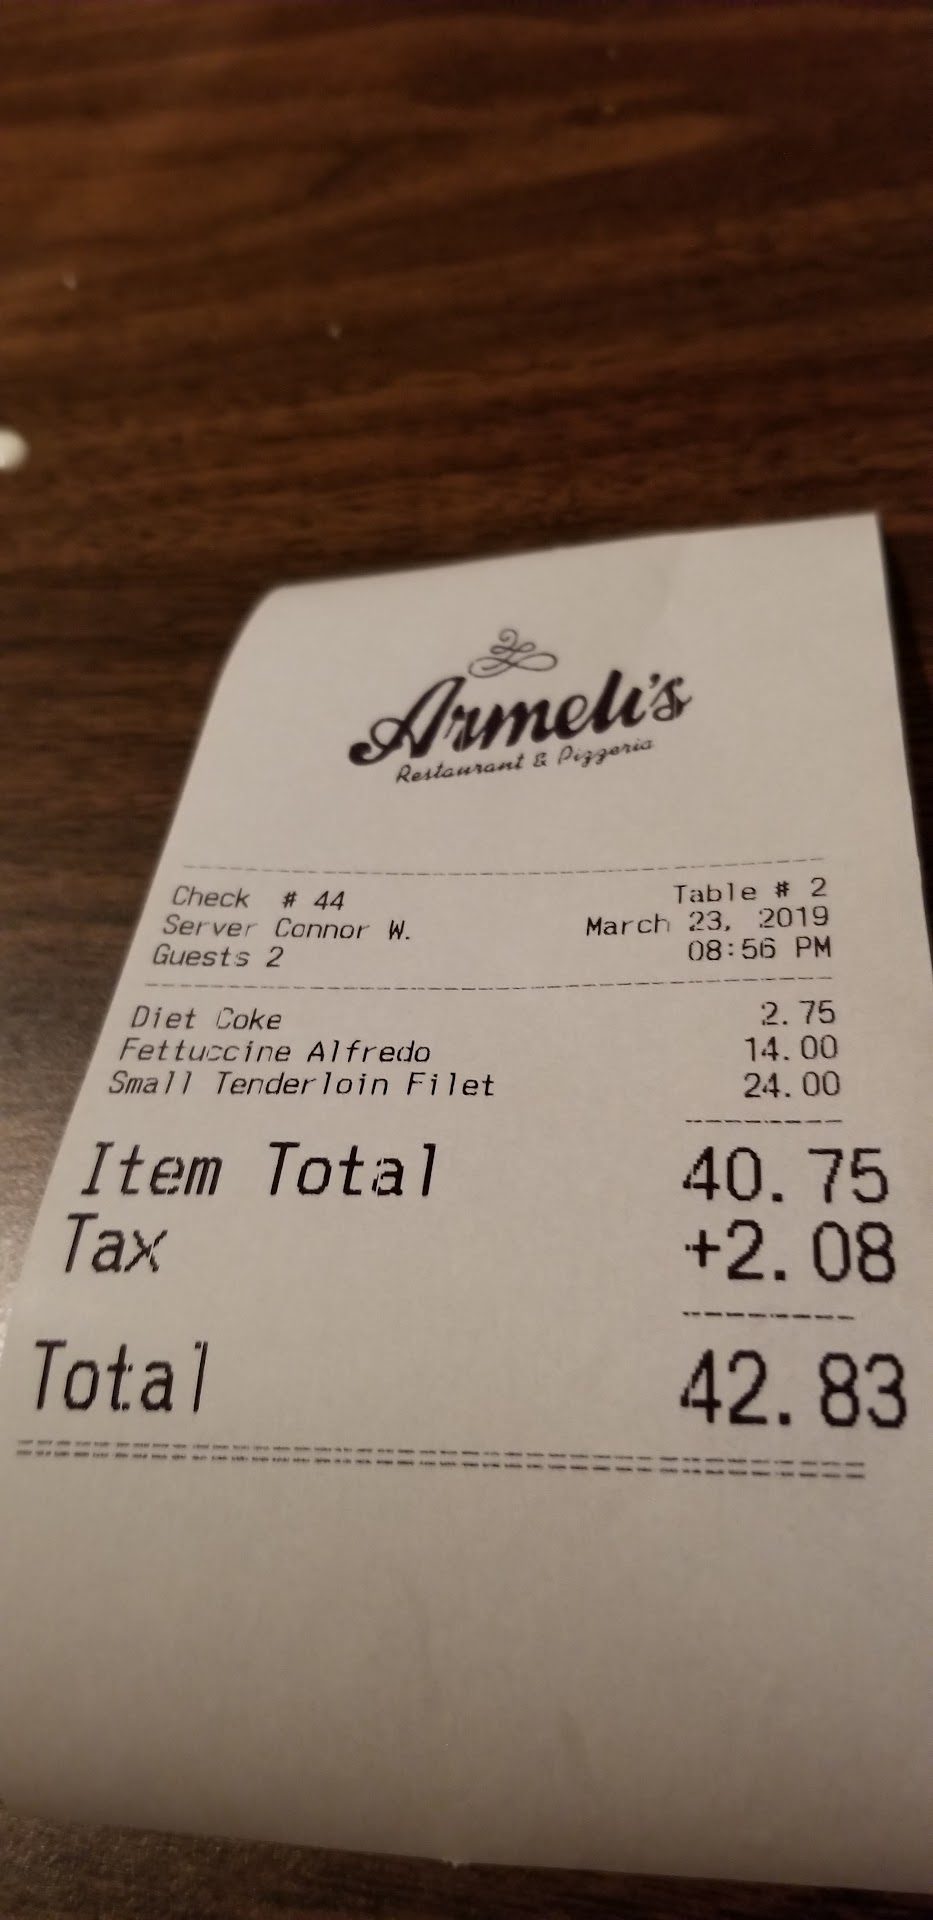 Armeli's
Restaurant & Pizzeria
Check # 44 Table # 2
Server Connor W. March 23, 2019
Guests 2 08:56 PM
Diet Coke 2.75
Fettuccine Alfredo 14.00
Small Tenderloin Filet 24.00
Item Total 40.75
Tax +2.08
Total 42.83